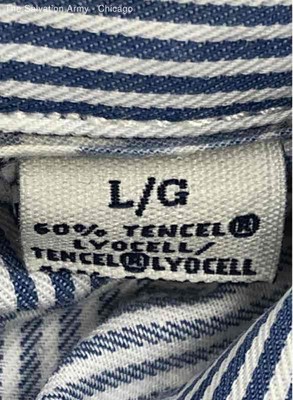 The Salvation Army - Chicago
L/G
60% TENCEL®
LYOCELL/
TENCEL®LYOCELL